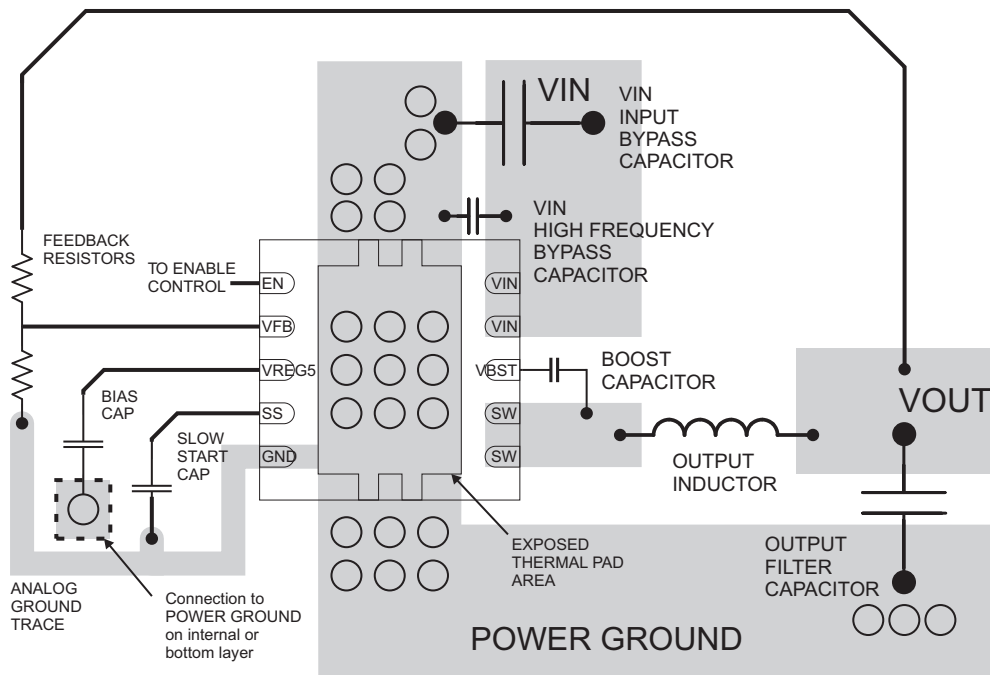 VIN
VIN
INPUT
BYPASS
CAPACITOR
VIN
HIGH FREQUENCY
BYPASS
CAPACITOR
FEEDBACK
RESISTORS
TO ENABLE
CONTROL
EN
VFB
VREG5
SS
GND
VIN
VIN
VBST
SW
SW
BIAS
CAP
SLOW
START
CAP
BOOST
CAPACITOR
VOUT
OUTPUT
INDUCTOR
EXPOSED
THERMAL PAD
AREA
OUTPUT
FILTER
CAPACITOR
ANALOG
GROUND
TRACE
Connection to
POWER GROUND
on internal or
bottom layer
POWER GROUND